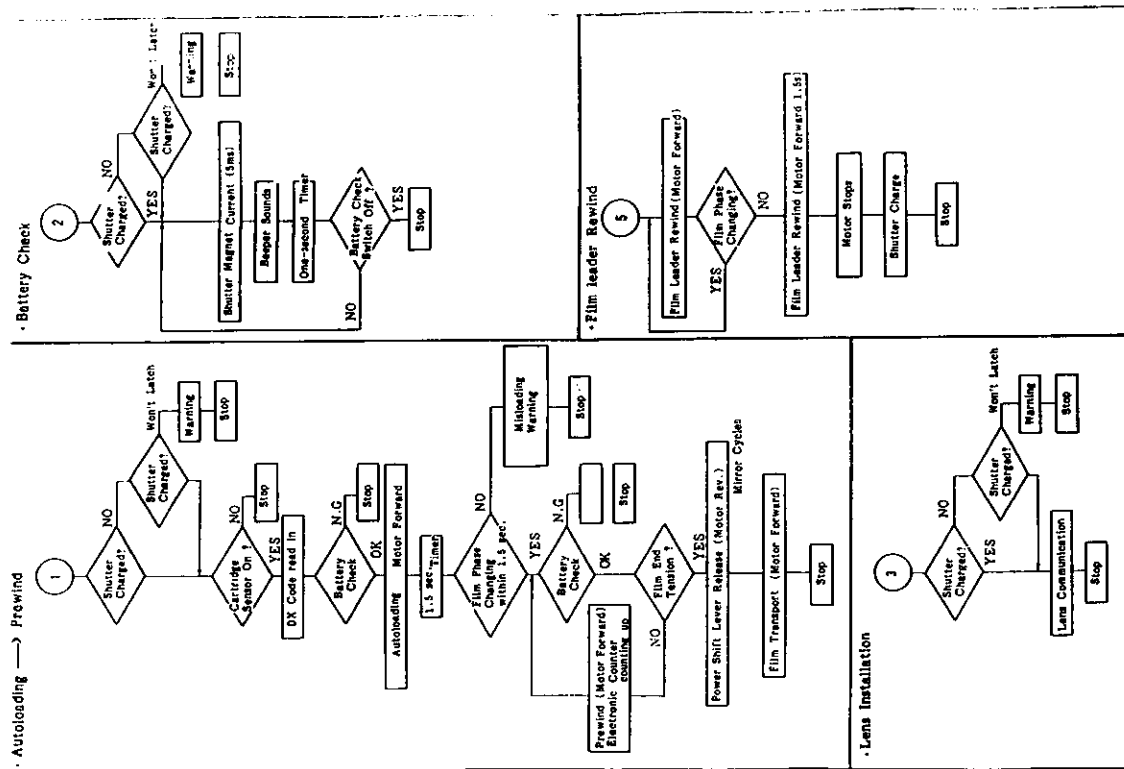 · Autoloading —> Prewind
1
Shutter
Charged?
NO
Shutter
Charged?
Won't Latch
Warning
Stop
Cartridge
Sensor On ?
NO
Stop
YES
DX Code read in
Battery
Check
N.G
Stop
OK
Autoloading Motor Forward
1.5 sec. Timer
Film Phase
Changing
within 1.5 sec.
NO
Misloading
Warning
Stop
YES
Battery
Check
N.G
Stop
OK
Prewind (Motor Forward)
Electronic Counter
counting up
Film End
Tension ?
NO
YES
Power Shift Lever Release (Motor Rev.)
Mirror Cycles
Film Transport (Motor Forward)
Stop
· Battery Check
2
Shutter
Charged?
NO
YES
Shutter
Charged?
Won't Latch
Warning
Stop
Shutter Magnet Current (5ms)
Beeper Sounds
One-second Timer
Battery Check
Switch Off ?
NO
YES
Stop
· Lens Installation
3
Shutter
Charged?
NO
YES
Shutter
Charged?
Won't Latch
Warning
Stop
Lens Communication
Stop
· Film leader Rewind
5
Film Leader Rewind (Motor Forward)
Film Phase
Changing?
YES
NO
Film Leader Rewind (Motor Forward 1.5s)
Motor Stops
Shutter Charge
Stop